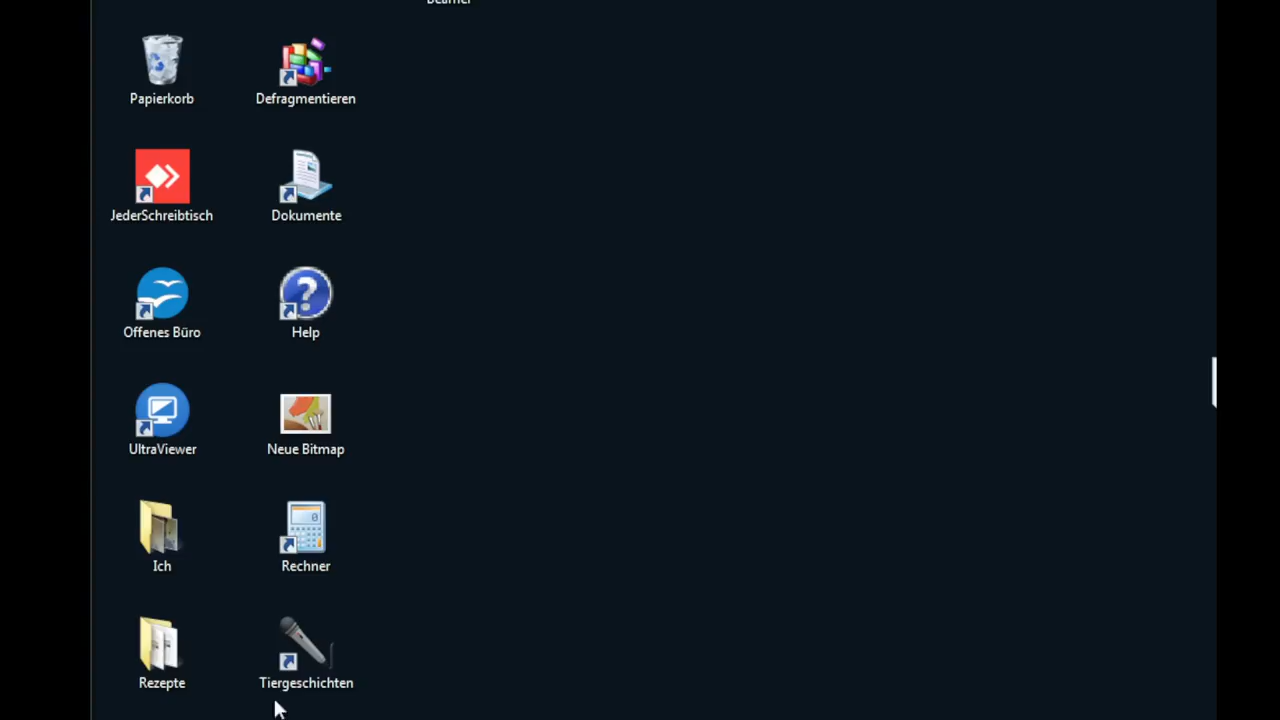 Papierkorb
Defragmentieren
JederSchreibtisch
Dokumente
Offenes Büro
Help
UltraViewer
Neue Bitmap
Ich
Rechner
Rezepte
Tiergeschichten